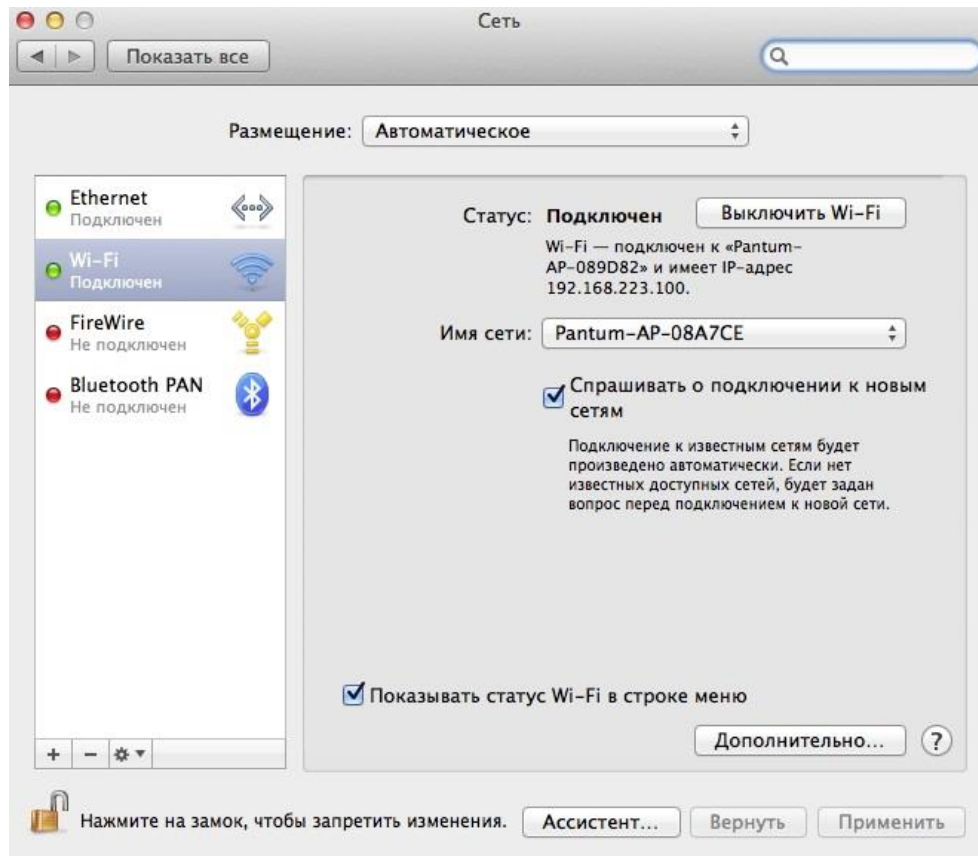 Сеть
Показать все
Размещение: Автоматическое
Ethernet
Подключен
Wi-Fi
Подключен
FireWire
Не подключен
Bluetooth PAN
Не подключен
Статус: Подключен Выключить Wi-Fi
Wi-Fi — подключен к «Pantum-
AP-089D82» и имеет IP-адрес
192.168.223.100.
Имя сети: Pantum-AP-08A7CE
Спрашивать о подключении к новым
сетям
Подключение к известным сетям будет
произведено автоматически. Если нет
известных доступных сетей, будет задан
вопрос перед подключением к новой сети.
Показывать статус Wi-Fi в строке меню
Дополнительно... ?
Нажмите на замок, чтобы запретить изменения. Ассистент... Вернуть Применить